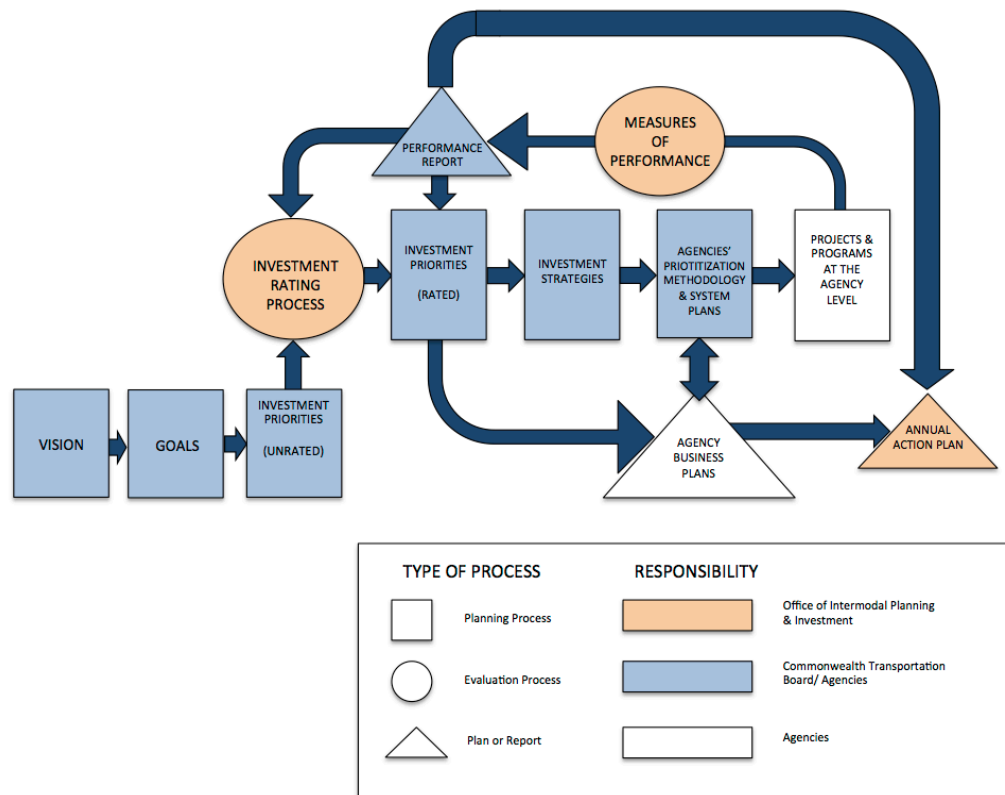 MEASURES
OF
PERFORMANCE
PERFORMANCE
REPORT
INVESTMENT
RATING
PROCESS
INVESTMENT
PRIORITIES
(RATED)
INVESTMENT
STRATEGIES
AGENCIES'
PRIOTITIZATION
METHODOLOGY
& SYSTEM
PLANS
PROJECTS &
PROGRAMS
AT THE
AGENCY
LEVEL
VISION
GOALS
INVESTMENT
PRIORITIES
(UNRATED)
AGENCY
BUSINESS
PLANS
ANNUAL
ACTION PLAN
TYPE OF PROCESS
RESPONSIBILITY
Planning Process
Office of Intermodal Planning
& Investment
Evaluation Process
Commonwealth Transportation
Board/ Agencies
Plan or Report
Agencies